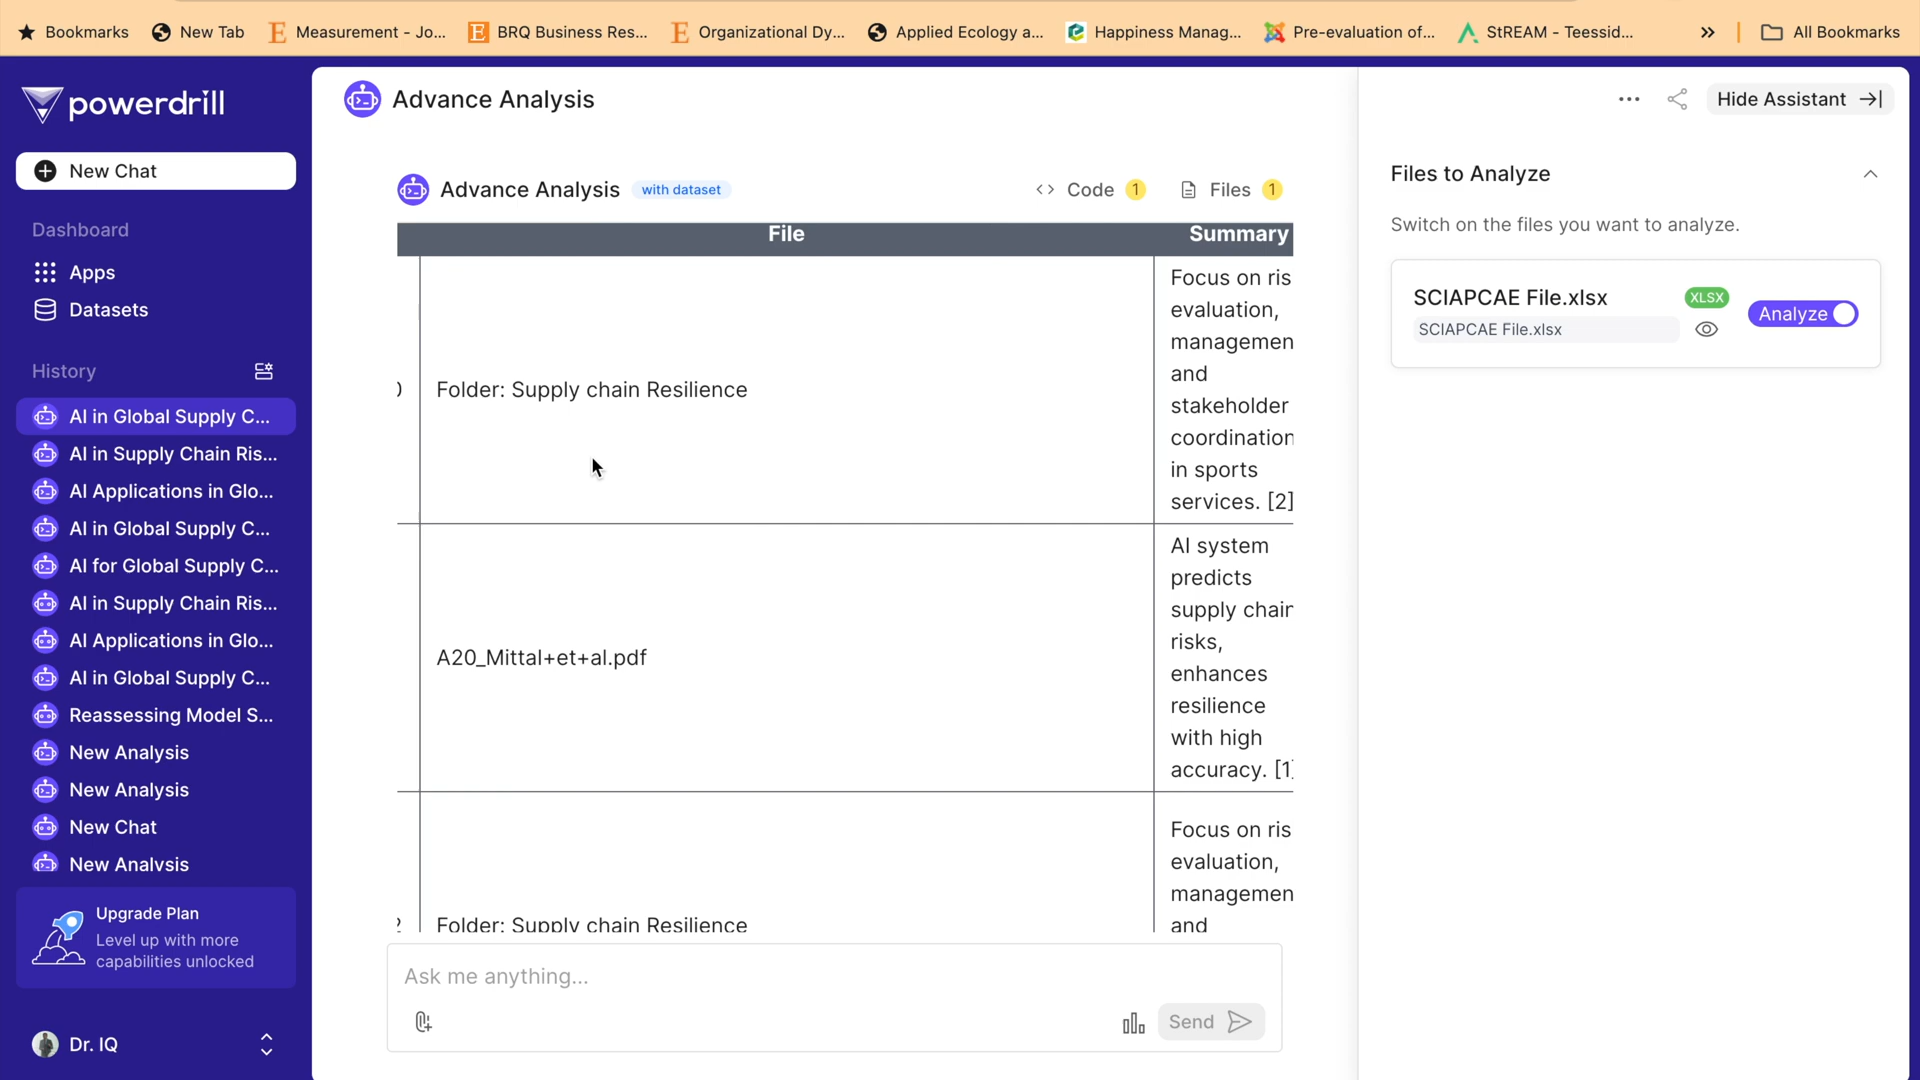 Bookmarks New Tab Measurement - Jo... BRQ Business Res... Organizational Dy... Applied Ecology a... Happiness Manag... Pre-evaluation of... StREAM - Teessid... All Bookmarks
powerdrill
New Chat
Dashboard
Apps
Datasets
History
AI in Global Supply C...
AI in Supply Chain Ris...
AI Applications in Glo...
AI in Global Supply C...
AI for Global Supply C...
AI in Supply Chain Ris...
AI Applications in Glo...
AI in Global Supply C...
Reassessing Model S...
New Analysis
New Analysis
New Chat
New Analysis
Upgrade Plan
Level up with more
capabilities unlocked
Dr. IQ
Advance Analysis
Advance Analysis with dataset Code 1 Files 1
File Summary
Folder: Supply chain Resilience
Focus on ris
evaluation,
managemen
and
stakeholder
coordination
in sports
services. [2]
A20_Mittal+et+al.pdf
AI system
predicts
supply chain
risks,
enhances
resilience
with high
accuracy. [1]
2 Folder: Supply chain Resilience
Focus on ris
evaluation,
managemen
and
Ask me anything...
Send
Hide Assistant
Files to Analyze
Switch on the files you want to analyze.
SCIAPCAE File.xlsx XLSX
SCIAPCAE File.xlsx
Analyze